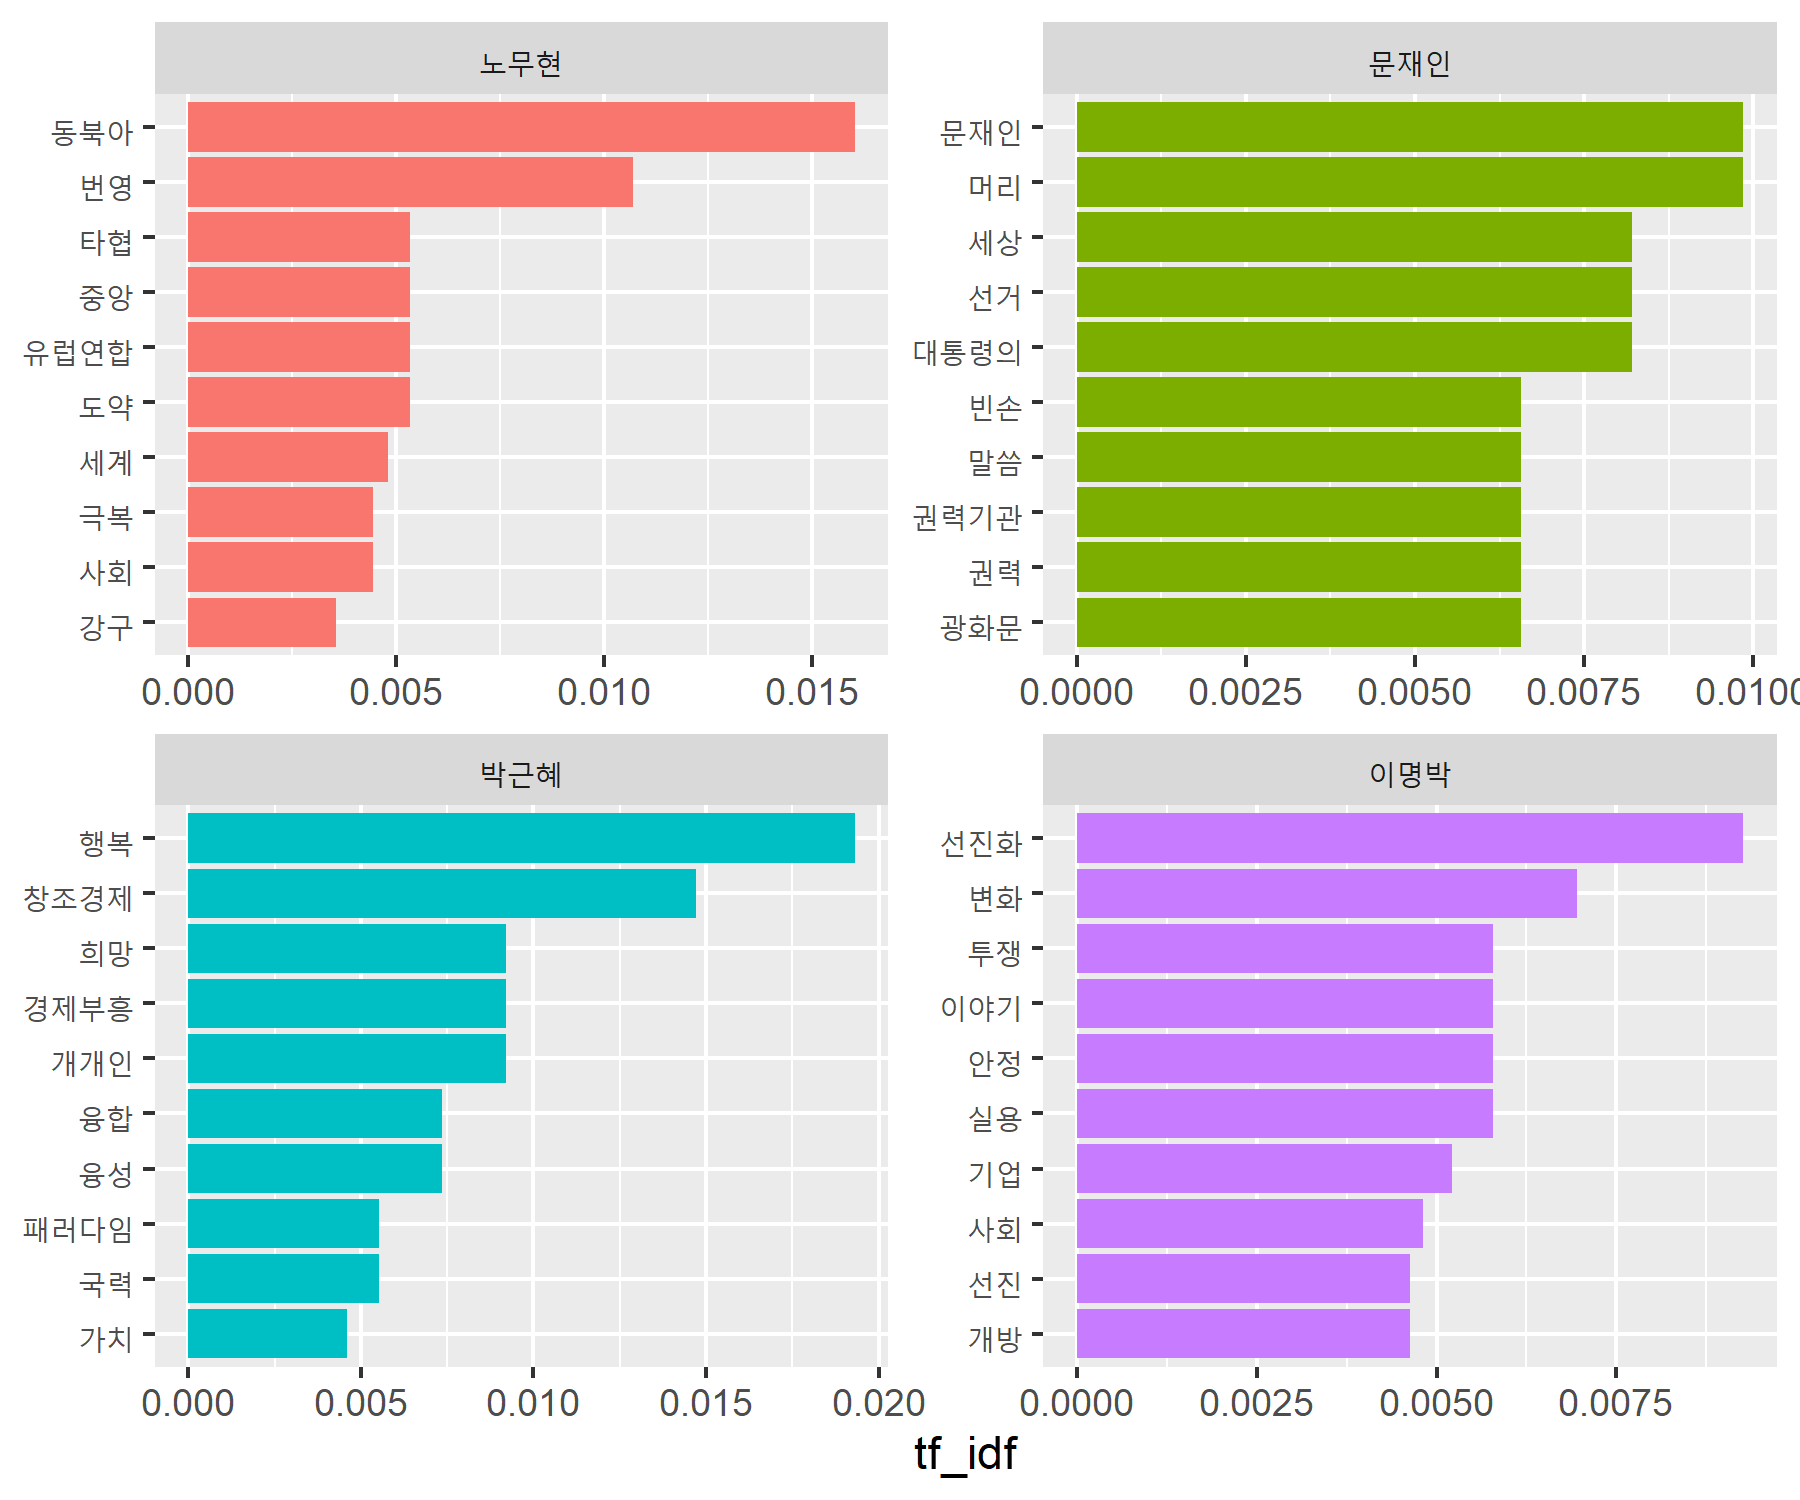 노무현
동북아
번영
타협
중앙
유럽연합
도약
세계
극복
사회
강구
0.000 0.005 0.010 0.015
문재인
문재인
머리
세상
선거
대통령의
빈손
말씀
권력기관
권력
광화문
0.0000 0.0025 0.0050 0.0075 0.0100
박근혜
행복
창조경제
희망
경제부흥
개개인
융합
융성
패러다임
국력
가치
0.000 0.005 0.010 0.015 0.020
이명박
선진화
변화
투쟁
이야기
안정
실용
기업
사회
선진
개방
0.0000 0.0025 0.0050 0.0075
tf_idf